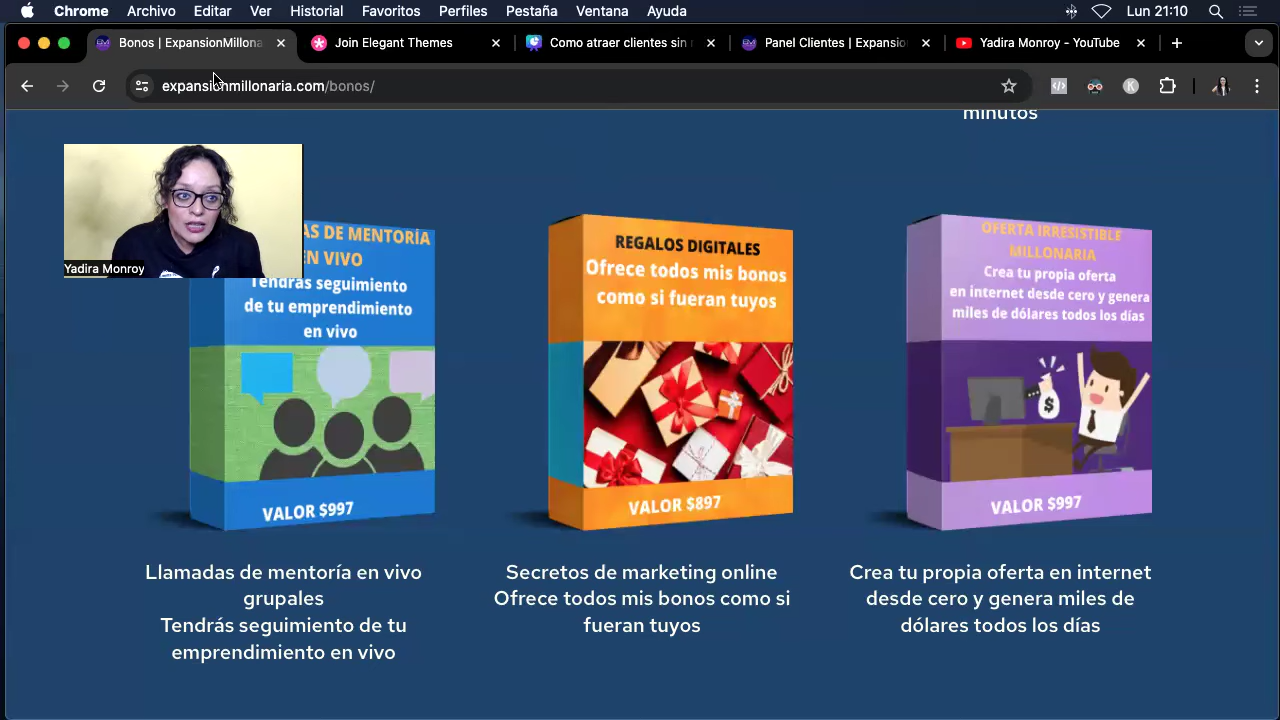 Chrome Archivo Editar Ver Historial Favoritos Perfiles Pestaña Ventana Ayuda Lun 21:10
Bonos | ExpansionMillona
Join Elegant Themes
Como atraer clientes sin
Panel Clientes | Expansio
Yadira Monroy - YouTube
expansionmillonaria.com/bonos/
minutos
Yadira Monroy
AS DE MENTORÍA
EN VIVO
Tendrás seguimiento
de tu emprendimiento
en vivo
VALOR $997
REGALOS DIGITALES
Ofrece todos mis bonos
como si fueran tuyos
VALOR $897
OFERTA IRRESISTIBLE
MILLONARIA
Crea tu propia oferta
en internet desde cero y genera
miles de dólares todos los días
$
VALOR $997
Llamadas de mentoría en vivo
grupales
Tendrás seguimiento de tu
emprendimiento en vivo
Secretos de marketing online
Ofrece todos mis bonos como si
fueran tuyos
Crea tu propia oferta en internet
desde cero y genera miles de
dólares todos los días